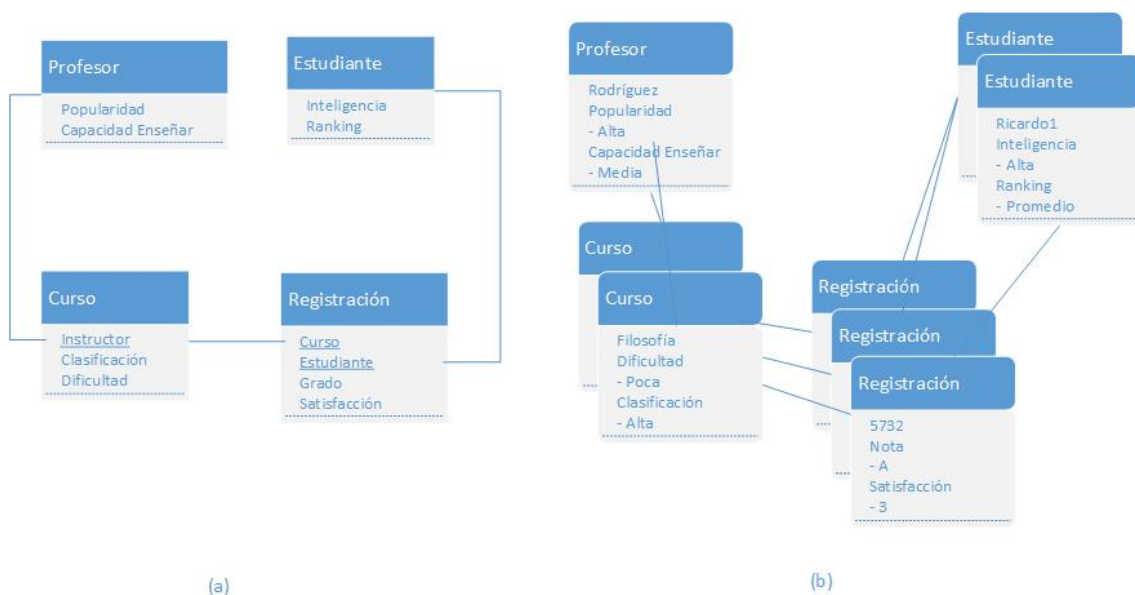 Profesor
Popularidad
Capacidad Enseñar
Estudiante
Inteligencia
Ranking
Curso
Instructor
Clasificación
Dificultad
Registración
Curso
Estudiante
Grado
Satisfacción
(a)
Profesor
Rodríguez
Popularidad
- Alta
Capacidad Enseñar
- Media
Estudiante
Estudiante
Ricardo1
Inteligencia
- Alta
Ranking
- Promedio
Curso
Curso
Filosofía
Dificultad
- Poca
Clasificación
- Alta
Registración
Registración
Registración
5732
Nota
- A
Satisfacción
- 3
(b)